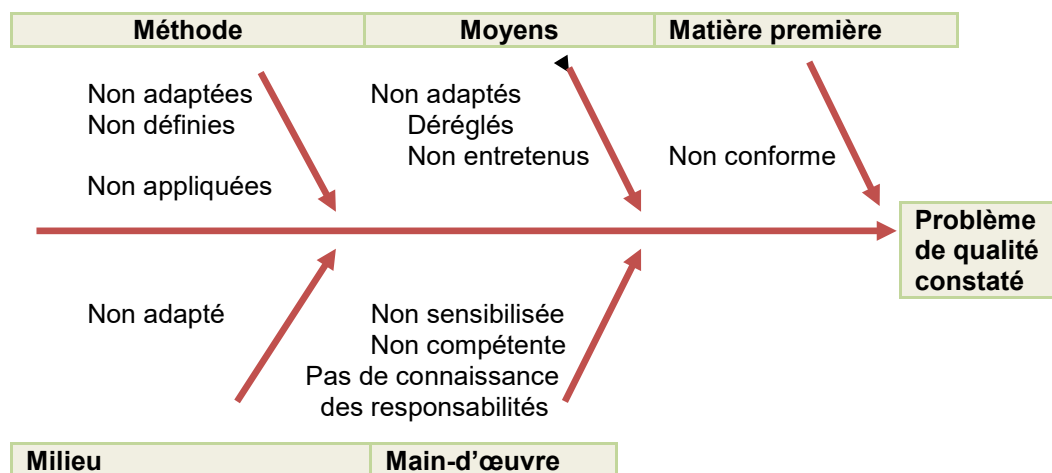 Méthode Moyens Matière première
Non adaptées
Non définies
Non appliquées
Non adaptés
Déréglés
Non entretenus
Non conforme
Problème
de qualité
constaté
Non adapté
Non sensibilisée
Non compétente
Pas de connaissance
des responsabilités
Milieu Main-d'œuvre